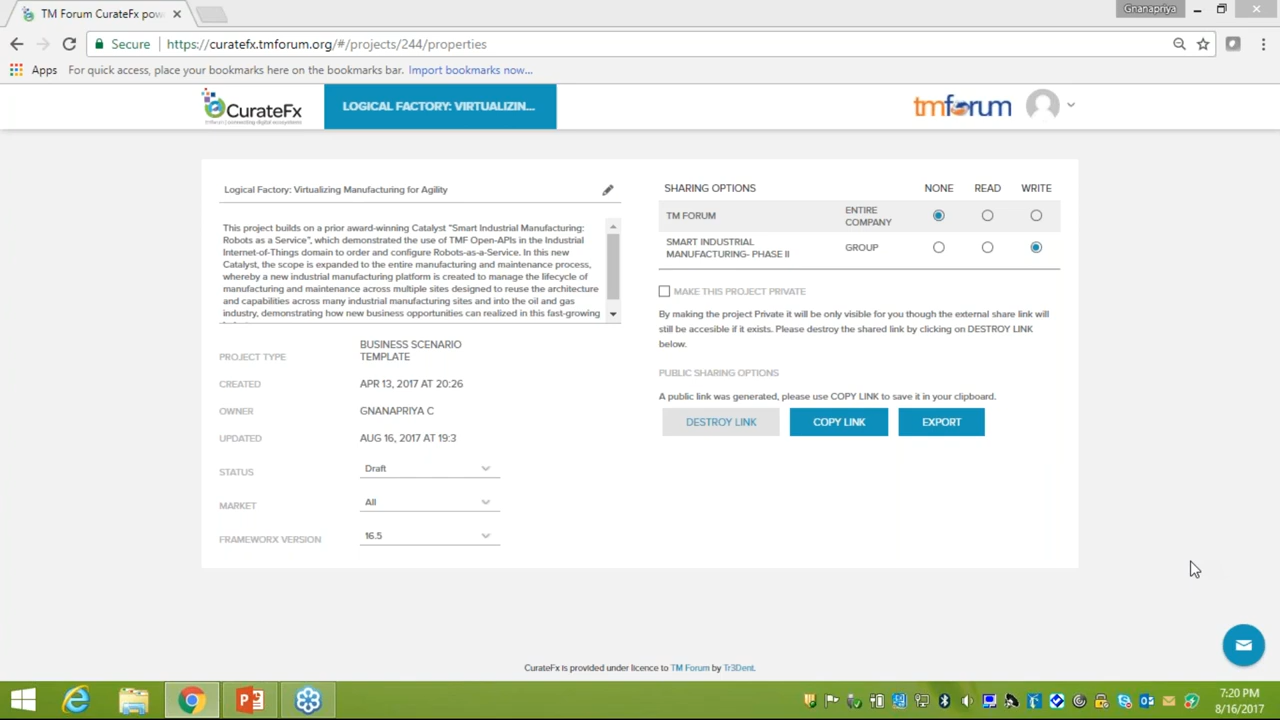 TM Forum CurateFx pow
Gnanapriya
Secure
https://curatefx.tmforum.org/#/projects/244/properties
Apps
For quick access, place your bookmarks here on the bookmarks bar. Import bookmarks now...
CurateFx
LOGICAL FACTORY: VIRTUALIZIN...
tmforum
Logical Factory: Virtualizing Manufacturing for Agility
This project builds on a prior award-winning Catalyst "Smart Industrial Manufacturing:
Robots as a Service", which demonstrated the use of TMF Open-APIs in the Industrial
Internet-of-Things domain to order and configure Robots-as-a-Service. In this new
Catalyst, the scope is expanded to the entire manufacturing and maintenance process,
whereby a new industrial manufacturing platform is created to manage the lifecycle of
manufacturing and maintenance across multiple sites designed to reuse the architecture
and capabilities across many industrial manufacturing sites and into the oil and gas
industry, demonstrating how new business opportunities can realized in this fast-growing
PROJECT TYPE
BUSINESS SCENARIO
TEMPLATE
CREATED
APR 13, 2017 AT 20:26
OWNER
GNANAPRIYA C
UPDATED
AUG 16, 2017 AT 19:3
STATUS
Draft
MARKET
All
FRAMEWORX VERSION
16.5
SHARING OPTIONS
NONE
READ
WRITE
TM FORUM
ENTIRE
COMPANY
SMART INDUSTRIAL
MANUFACTURING- PHASE II
GROUP
MAKE THIS PROJECT PRIVATE
By making the project Private it will be only visible for you though the external share link will
still be accesible if it exists. Please destroy the shared link by clicking on DESTROY LINK
below.
PUBLIC SHARING OPTIONS
A public link was generated, please use COPY LINK to save it in your clipboard.
DESTROY LINK
COPY LINK
EXPORT
CurateFx is provided under licence to TM Forum by Tr3Dent.
7:20 PM
8/16/2017